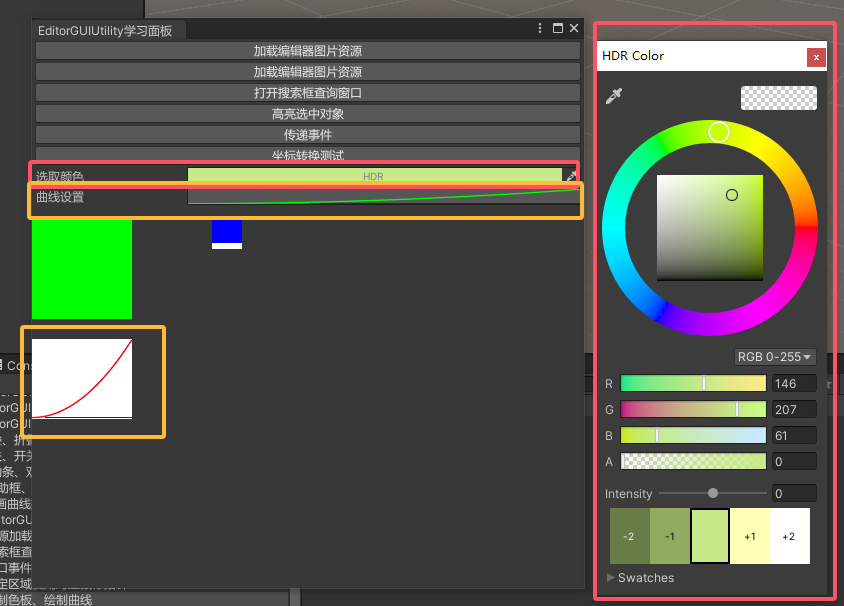 EditorGUIUtility学习面板
加载编辑器图片资源
加载编辑器图片资源
打开搜索框查询窗口
高亮选中对象
传递事件
坐标转换测试
选取颜色
HDR
曲线设置
HDR Color
x
RGB 0-255
R
146
G
207
B
61
A
0
Intensity
0
-2
-1
+1
+2
Swatches
Con
torGU
、折
、开关
力条、双
助框、
画曲线
torGU
源加载
索框查
口事件
定区域
制色板、绘制曲线